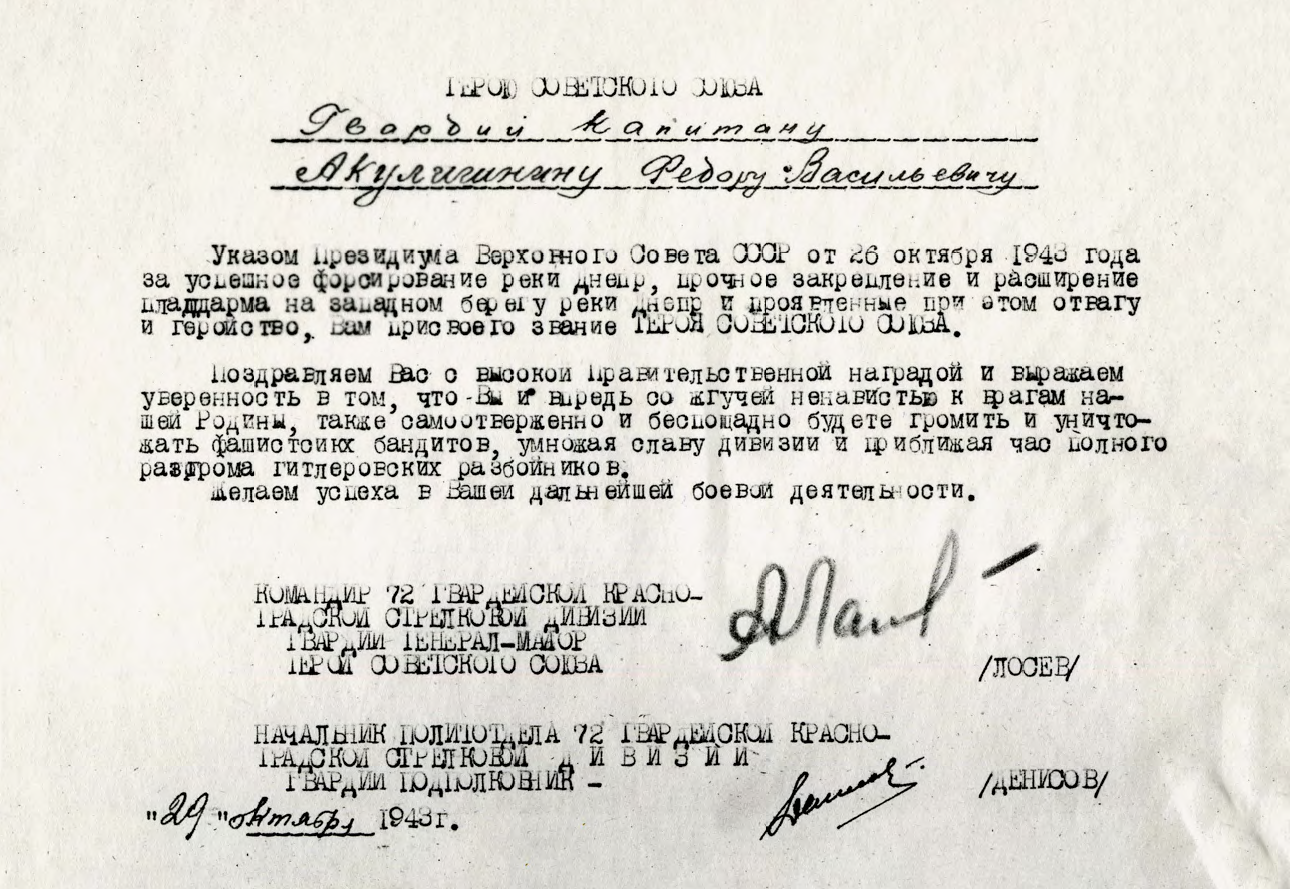 ГЕРОЮ СОВЕТСКОГО СОЮЗА
Гвардии капитану
Акулишнину Федору Васильевичу
Указом Президиума Верховного Совета СССР от 26 октября 1943 года
за успешное форсирование реки Днепр, прочное закрепление и расширение
плацдарма на западном берегу реки Днепр и проявленные при этом отвагу
и геройство, Вам присвоего звание ГЕРОЯ СОВЕТСКОГО СОЮЗА.
Поздравляем Вас с высокой Правительственной наградой и выражаем
уверенность в том, что Вы и впредь со жгучей ненавистью к врагам на-
шей Родины, также самоотверженно и беспощадно будете громить и уничто-
жать фашистсикх бандитов, умножая славу дивизии и приближая час полного
разгрома гитлеровских разбойников.
Желаем успеха в Вашей дальнейшей боевой деятельности.
КОМАНДИР 72 ГВАРДЕЙСКОЙ КРАСНО-
ГРАДСКОЙ СТРЕЛКОВОЙ ДИВИЗИИ
ГВАРДИИ ГЕНЕРАЛ-МАЙОР
ГЕРОЙ СОВЕТСКОГО СОЮЗА
/ЛОСЕВ/
НАЧАЛЬНИК ПОЛИТОТДЕЛА 72 ГВАРДЕЙСКОЙ КРАСНО-
ГРАДСКОЙ СТРЕЛКОВОЙ Д И В И З И И
ГВАРДИИ ПОДПОЛКОВНИК -
/ДЕНИСОВ/
"29" октября 1943г.